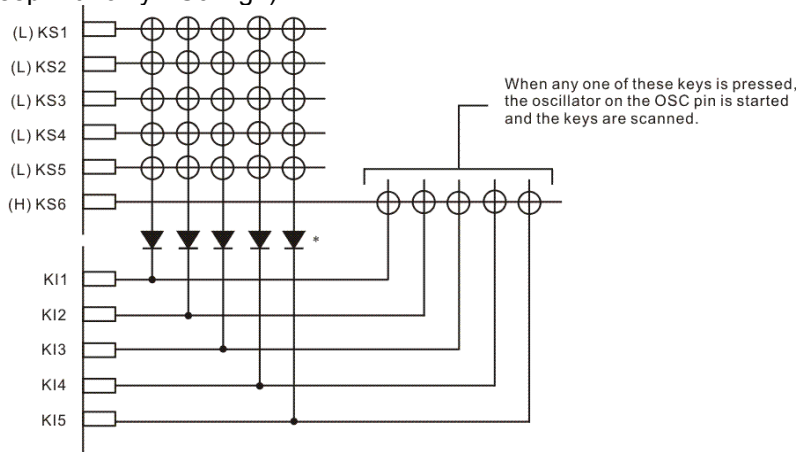 (L) KS1
(L) KS2
(L) KS3
(L) KS4
(L) KS5
(H) KS6
When any one of these keys is pressed,
the oscillator on the OSC pin is started
and the keys are scanned.
*
KI1
KI2
KI3
KI4
KI5